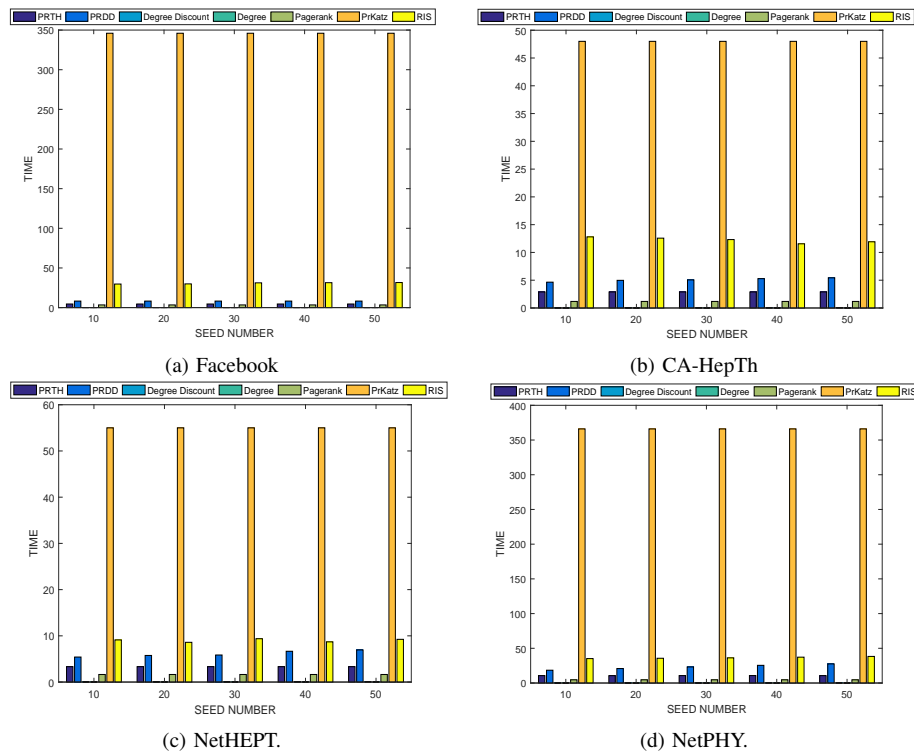 PRTH PRDD Degree Discount Degree Pagerank PrKatz RIS
350
300
250
200
150
100
50
0
TIME
10 20 30 40 50
SEED NUMBER
(a) Facebook
PRTH PRDD Degree Discount Degree Pagerank PrKatz RIS
50
45
40
35
30
25
20
15
10
5
0
TIME
10 20 30 40 50
SEED NUMBER
(b) CA-HepTh
PRTH PRDD Degree Discount Degree Pagerank PrKatz RIS
60
50
40
30
20
10
0
TIME
10 20 30 40 50
SEED NUMBER
(c) NetHEPT.
PRTH PRDD Degree Discount Degree Pagerank PrKatz RIS
400
350
300
250
200
150
100
50
0
TIME
10 20 30 40 50
SEED NUMBER
(d) NetPHY.